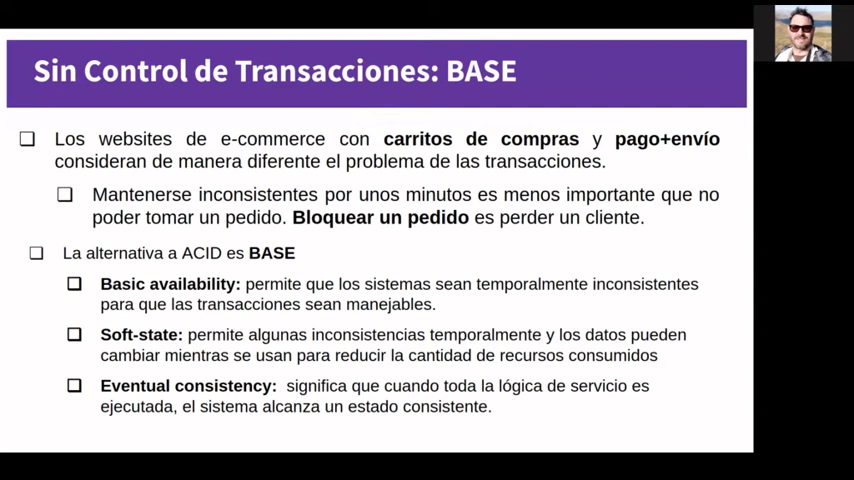 Sin Control de Transacciones: BASE
Los websites de e-commerce con carritos de compras y pago+envío
consideran de manera diferente el problema de las transacciones.
Mantenerse inconsistentes por unos minutos es menos importante que no
poder tomar un pedido. Bloquear un pedido es perder un cliente.
La alternativa a ACID es BASE
Basic availability: permite que los sistemas sean temporalmente inconsistentes
para que las transacciones sean manejables.
Soft-state: permite algunas inconsistencias temporalmente y los datos pueden
cambiar mientras se usan para reducir la cantidad de recursos consumidos
Eventual consistency: significa que cuando toda la lógica de servicio es
ejecutada, el sistema alcanza un estado consistente.